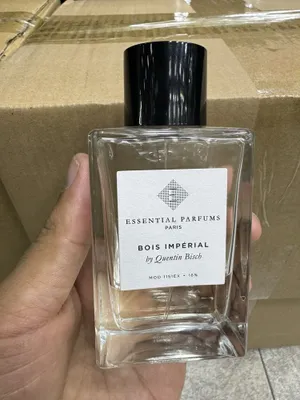 ESSENTIAL PARFUMS
PARIS
BOIS IMPÉRIAL
by Quentin Bisch